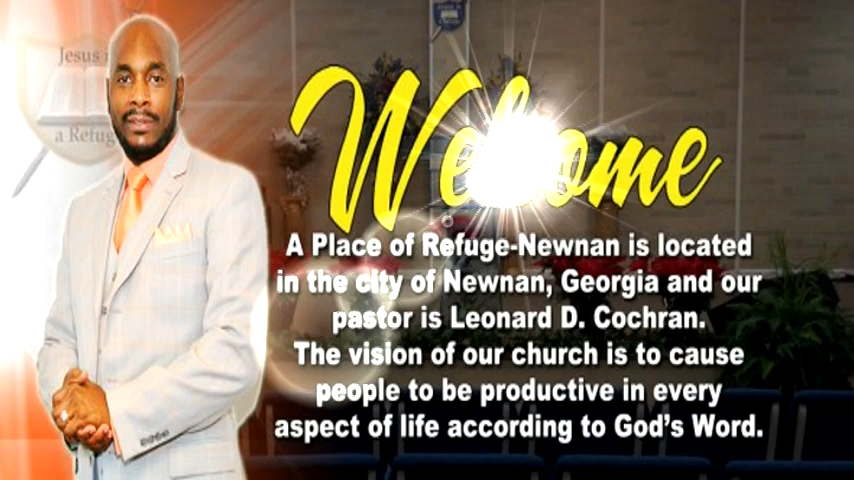 Jesus
a Refuge
Welcome
A Place of Refuge-Newnan is located
in the city of Newnan, Georgia and our
pastor is Leonard D. Cochran.
The vision of our church is to cause
people to be productive in every
aspect of life according to God's Word.